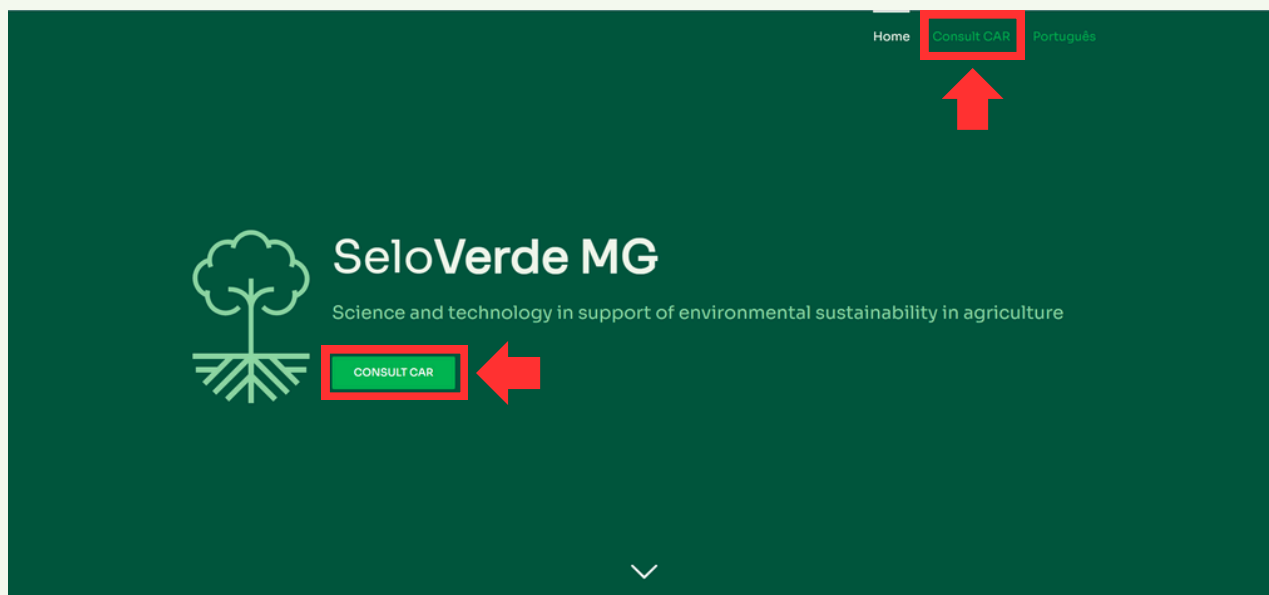 Home Consult CAR Português
SeloVerde MG
Science and technology in support of environmental sustainability in agriculture
CONSULT CAR